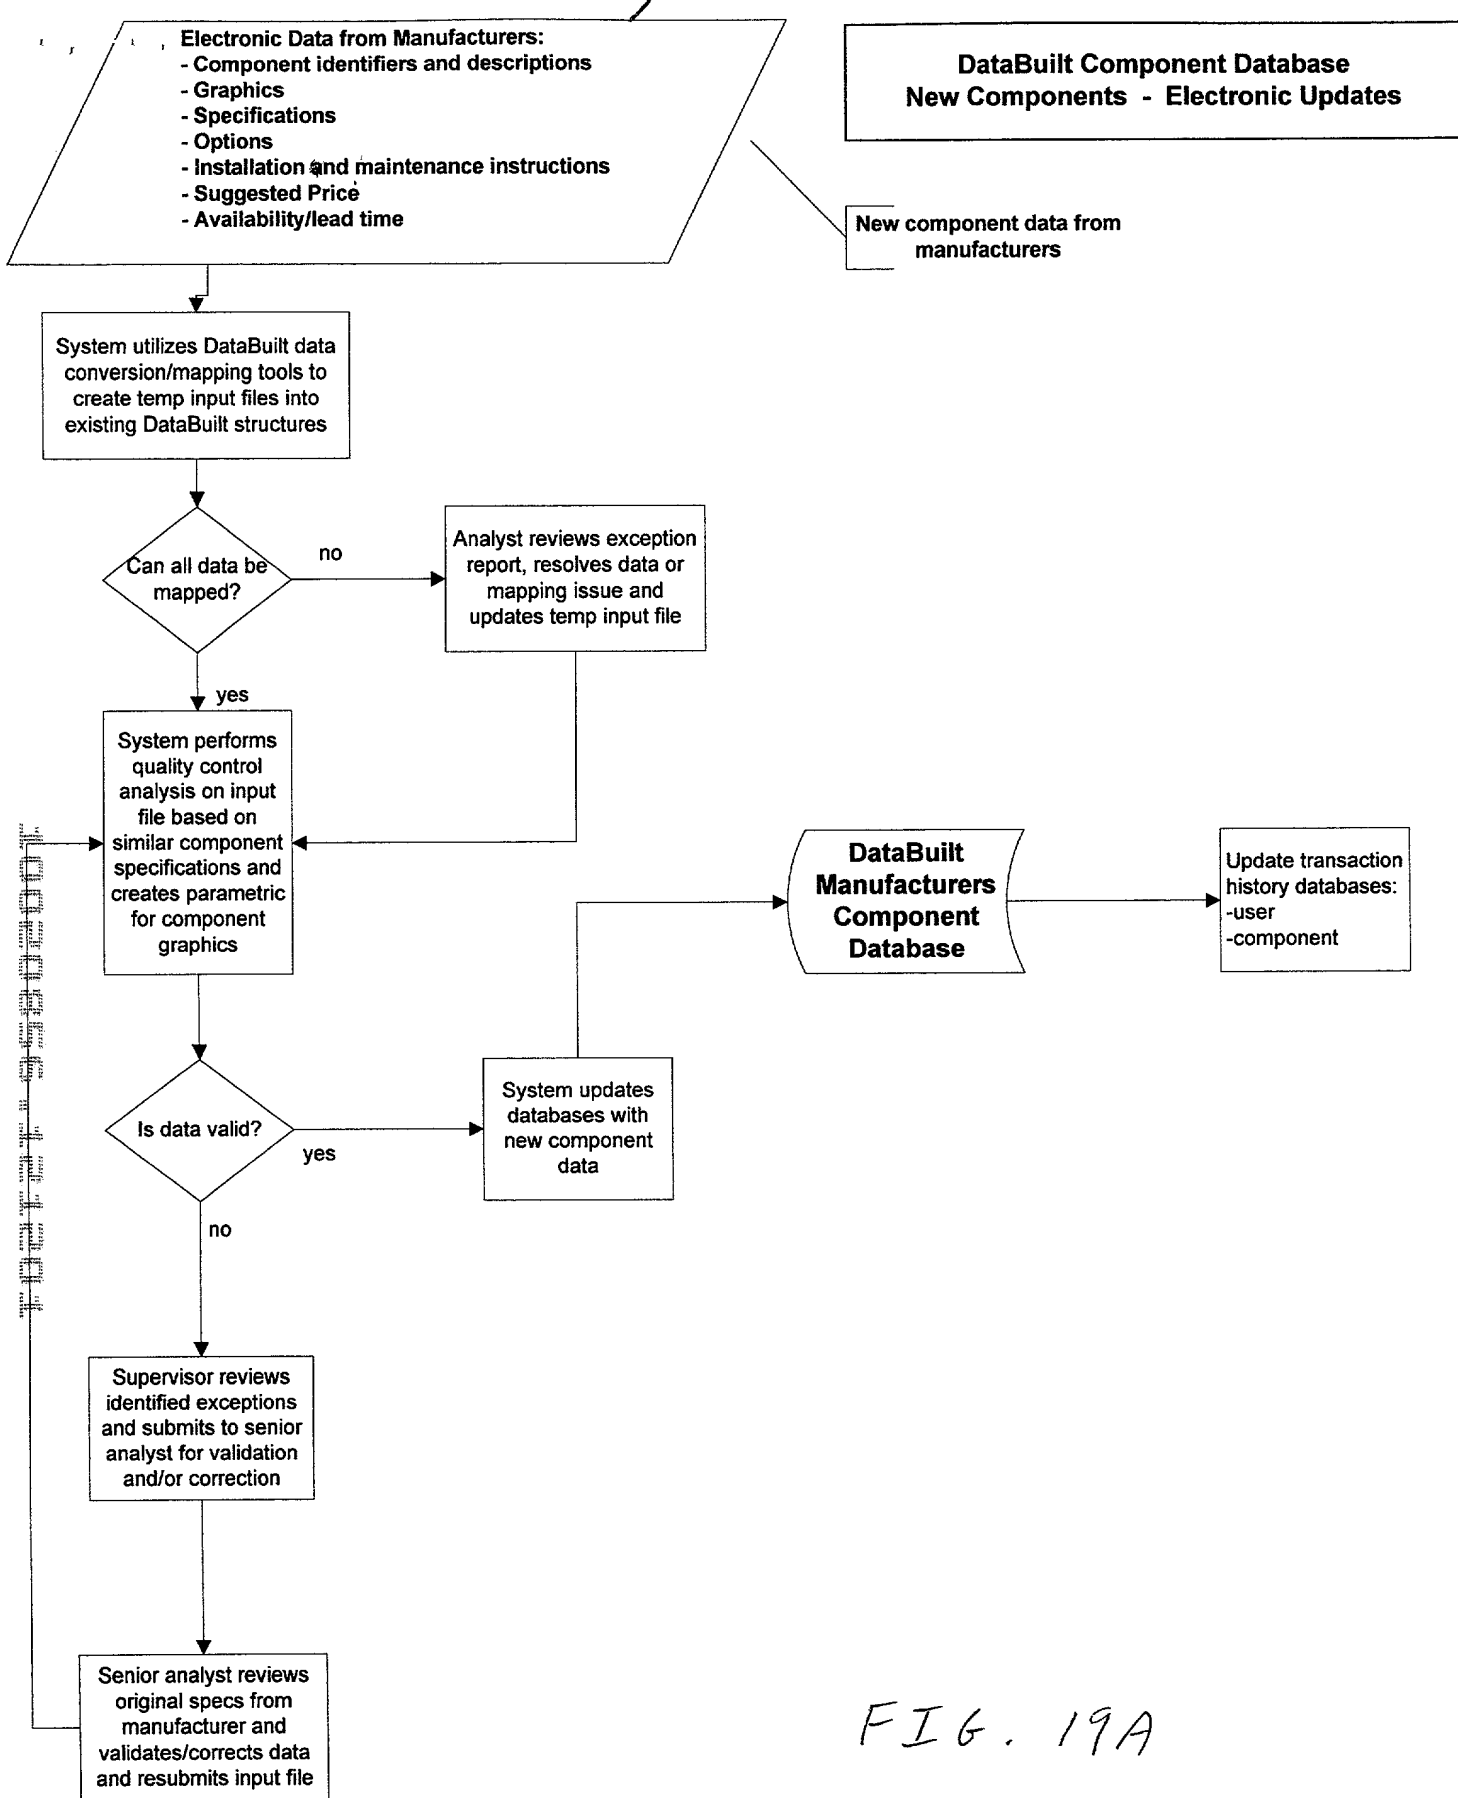 Electronic Data from Manufacturers:
- Component identifiers and descriptions
- Graphics
- Specifications
- Options
- Installation and maintenance instructions
- Suggested Price
- Availability/lead time
DataBuilt Component Database
New Components - Electronic Updates
New component data from
manufacturers
System utilizes DataBuilt data
conversion/mapping tools to
create temp input files into
existing DataBuilt structures
Can all data be
mapped?
no
Analyst reviews exception
report, resolves data or
mapping issue and
updates temp input file
yes
System performs
quality control
analysis on input
file based on
similar component
specifications and
creates parametric
for component
graphics
DataBuilt
Manufacturers
Component
Database
Update transaction
history databases:
-user
-component
Is data valid?
yes
System updates
databases with
new component
data
no
Supervisor reviews
identified exceptions
and submits to senior
analyst for validation
and/or correction
Senior analyst reviews
original specs from
manufacturer and
validates/corrects data
and resubmits input file
FIG. 19A